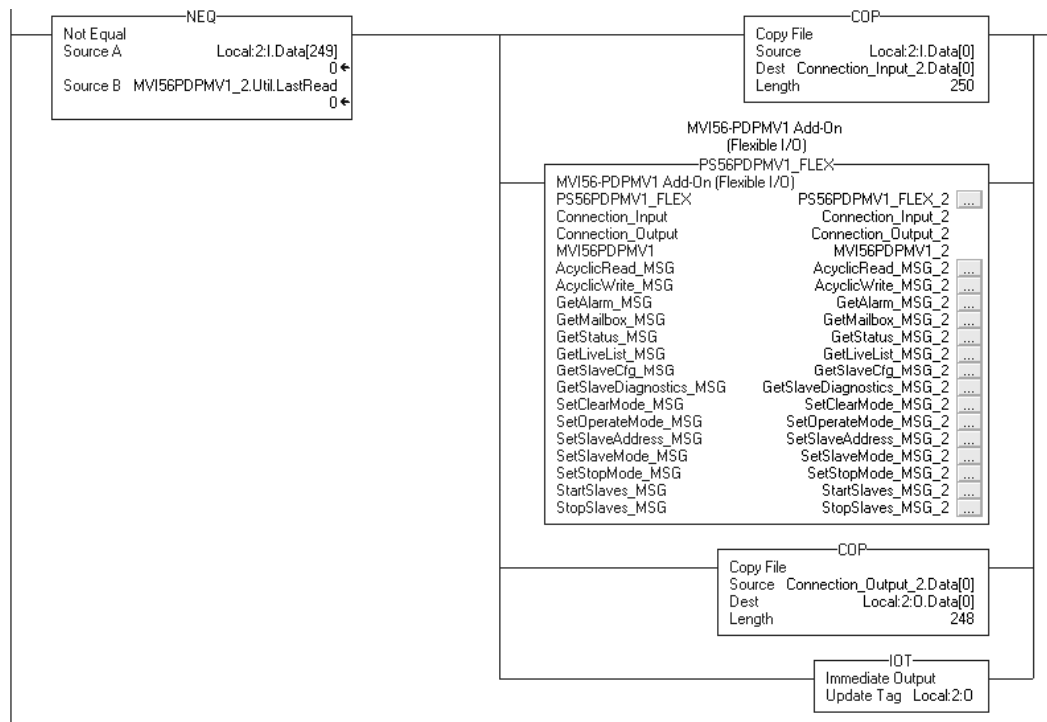 NEQ
Not Equal
Source A Local:2:I.Data[249]
0
Source B MVI56PDPMV1_2.Util.LastRead
0
COP
Copy File
Source Local:2:I.Data[0]
Dest Connection_Input_2.Data[0]
Length 250
MVI56-PDPMV1 Add-On
(Flexible I/O)
PS56PDPMV1_FLEX
MVI56-PDPMV1 Add-On (Flexible I/O)
PS56PDPMV1_FLEX PS56PDPMV1_FLEX_2 ...
Connection_Input Connection_Input_2
Connection_Output Connection_Output_2
MVI56PDPMV1 MVI56PDPMV1_2
AcyclicRead_MSG AcyclicRead_MSG_2 ...
AcyclicWrite_MSG AcyclicWrite_MSG_2 ...
GetAlarm_MSG GetAlarm_MSG_2 ...
GetMailbox_MSG GetMailbox_MSG_2 ...
GetStatus_MSG GetStatus_MSG_2 ...
GetLiveList_MSG GetLiveList_MSG_2 ...
GetSlaveCfg_MSG GetSlaveCfg_MSG_2 ...
GetSlaveDiagnostics_MSG GetSlaveDiagnostics_MSG_2 ...
SetClearMode_MSG SetClearMode_MSG_2 ...
SetOperateMode_MSG SetOperateMode_MSG_2 ...
SetSlaveAddress_MSG SetSlaveAddress_MSG_2 ...
SetSlaveMode_MSG SetSlaveMode_MSG_2 ...
SetStopMode_MSG SetStopMode_MSG_2 ...
StartSlaves_MSG StartSlaves_MSG_2 ...
StopSlaves_MSG StopSlaves_MSG_2 ...
COP
Copy File
Source Connection_Output_2.Data[0]
Dest Local:2:O.Data[0]
Length 248
IOT
Immediate Output
Update Tag Local:2:O